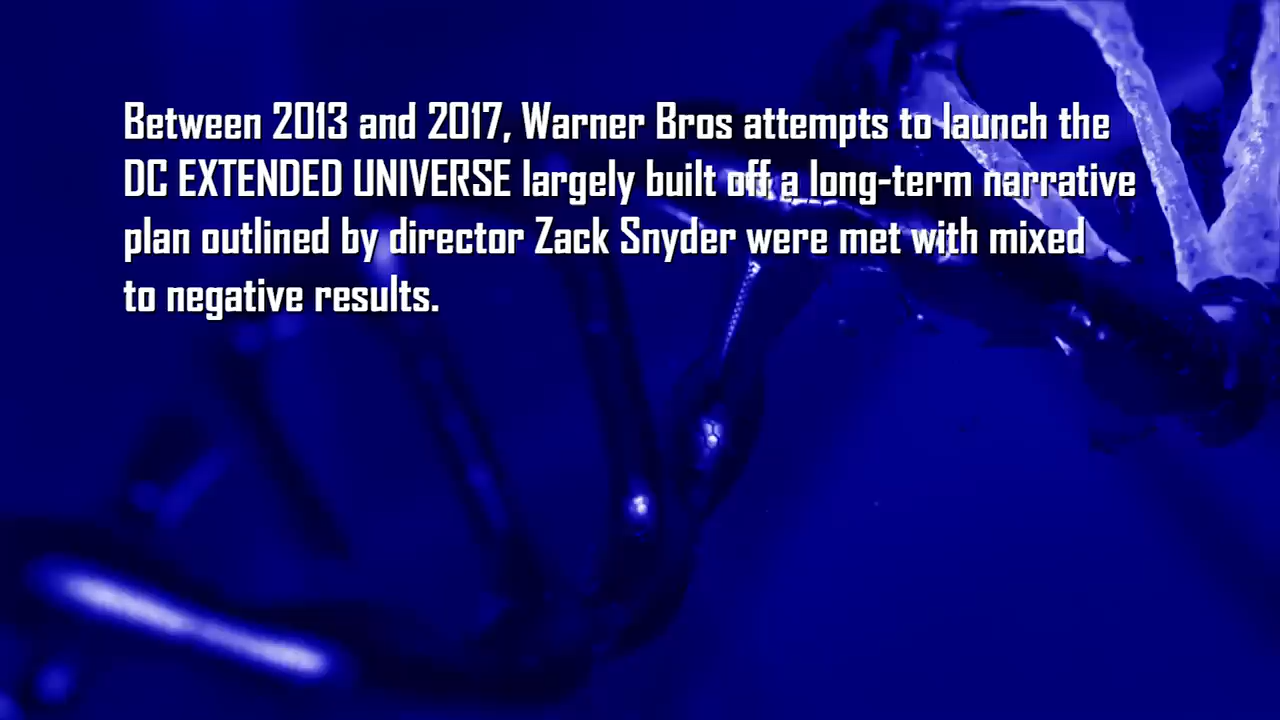 Between 2013 and 2017, Warner Bros attempts to launch the
DC EXTENDED UNIVERSE largely built off a long-term narrative
plan outlined by director Zack Snyder were met with mixed
to negative results.